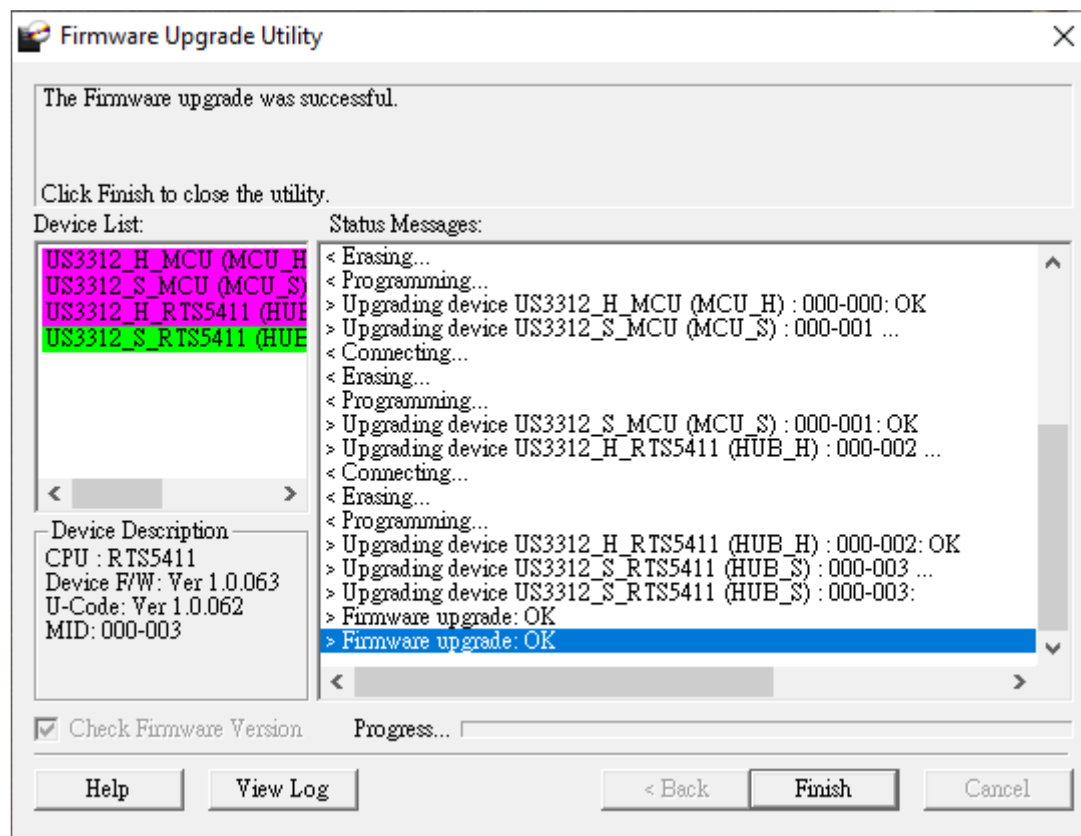 Firmware Upgrade Utility
The Firmware upgrade was successful.
Click Finish to close the utility.
Device List:
US3312_H_MCU (MCU_H
US3312_S_MCU (MCU_S)
US3312_H_RTS5411 (HUB
US3312_S_RTS5411 (HUB
Device Description
CPU : RTS5411
Device F/W: Ver 1.0.063
U-Code: Ver 1.0.062
MID: 000-003
Status Messages:
< Erasing...
< Programming...
> Upgrading device US3312_H_MCU (MCU_H) : 000-000: OK
> Upgrading device US3312_S_MCU (MCU_S) : 000-001 ...
< Connecting...
< Erasing...
< Programming...
> Upgrading device US3312_S_MCU (MCU_S) : 000-001: OK
> Upgrading device US3312_H_RTS5411 (HUB_H) : 000-002 ...
< Connecting...
< Erasing...
< Programming...
> Upgrading device US3312_H_RTS5411 (HUB_H) : 000-002: OK
> Upgrading device US3312_S_RTS5411 (HUB_S) : 000-003 ...
> Upgrading device US3312_S_RTS5411 (HUB_S) : 000-003:
> Firmware upgrade: OK
> Firmware upgrade: OK
Check Firmware Version
Progress...
Help
View Log
< Back
Finish
Cancel